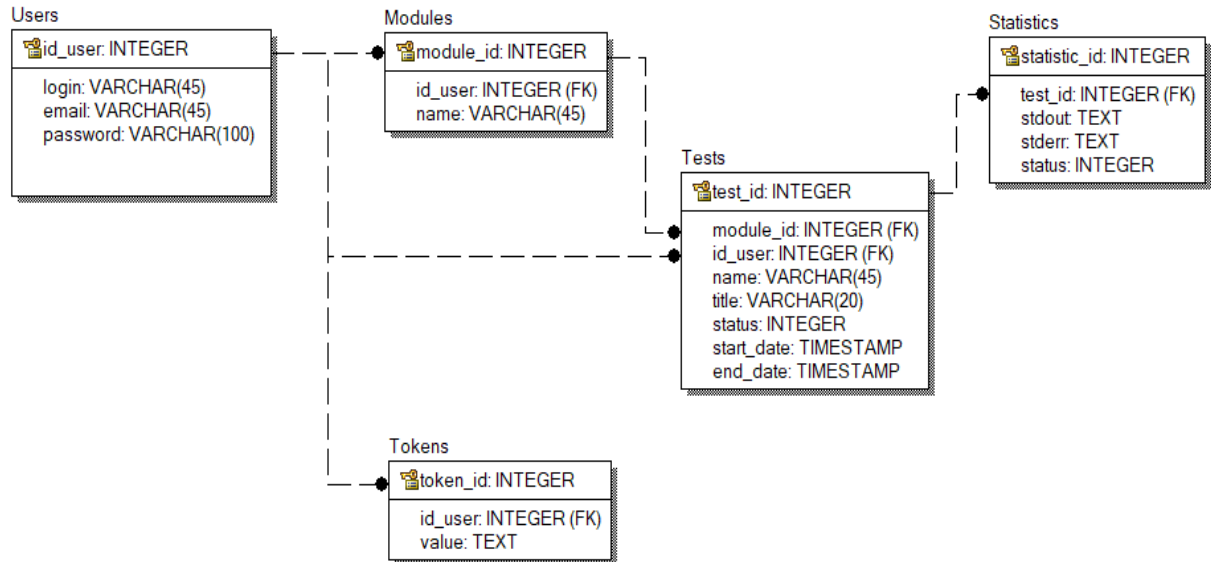 Users
id_user: INTEGER
login: VARCHAR(45)
email: VARCHAR(45)
password: VARCHAR(100)
Modules
module_id: INTEGER
id_user: INTEGER (FK)
name: VARCHAR(45)
Statistics
statistic_id: INTEGER
test_id: INTEGER (FK)
stdout: TEXT
stderr: TEXT
status: INTEGER
Tests
test_id: INTEGER
module_id: INTEGER (FK)
id_user: INTEGER (FK)
name: VARCHAR(45)
title: VARCHAR(20)
status: INTEGER
start_date: TIMESTAMP
end_date: TIMESTAMP
Tokens
token_id: INTEGER
id_user: INTEGER (FK)
value: TEXT